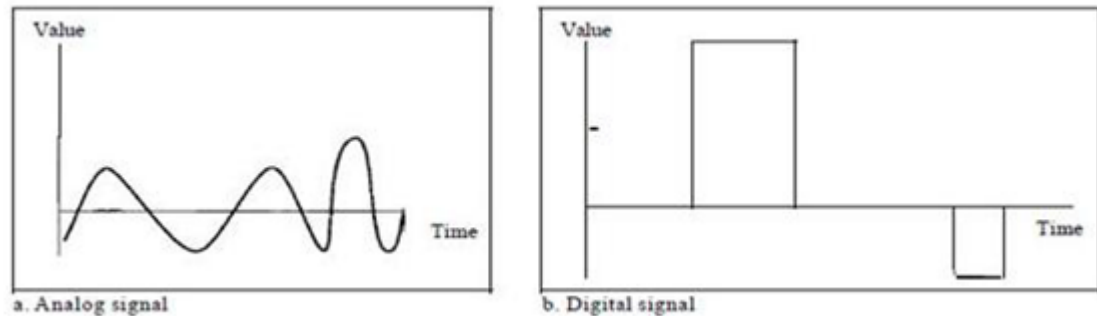 Value
Time
a. Analog signal
Value
Time
b. Digital signal